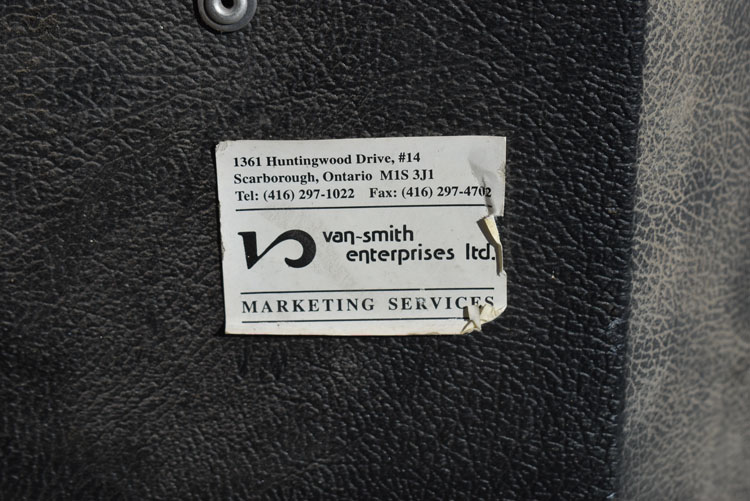 1361 Huntingwood Drive, #14
Scarborough, Ontario M1S 3J1
Tel: (416) 297-1022 Fax: (416) 297-4702
van-smith
enterprises ltd.
MARKETING SERVICES